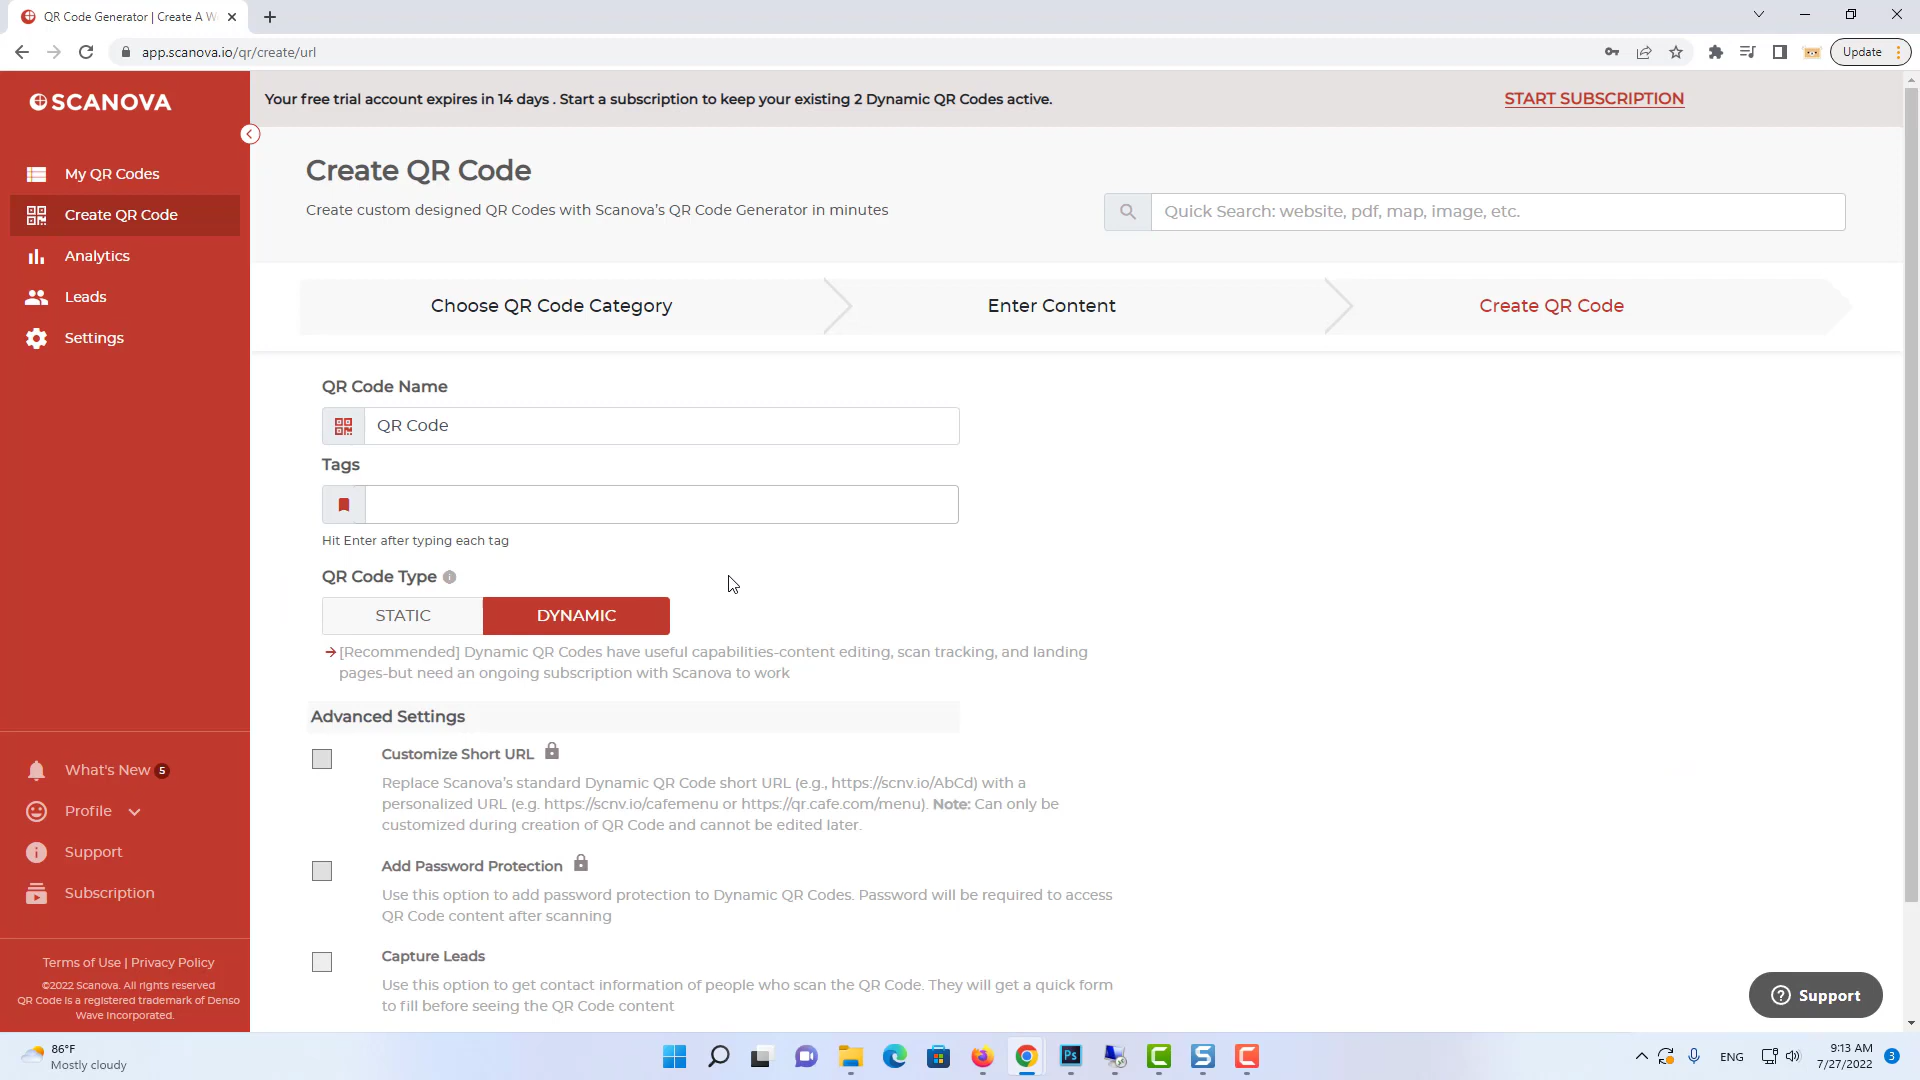 QR Code Generator | Create A W
app.scanova.io/qr/create/url
Update
SCANOVA
Your free trial account expires in 14 days . Start a subscription to keep your existing 2 Dynamic QR Codes active.
START SUBSCRIPTION
My QR Codes
Create QR Code
Analytics
Leads
Settings
Create QR Code
Create custom designed QR Codes with Scanova's QR Code Generator in minutes
Quick Search: website, pdf, map, image, etc.
Choose QR Code Category
Enter Content
Create QR Code
QR Code Name
QR Code
Tags
Hit Enter after typing each tag
QR Code Type
STATIC
DYNAMIC
[Recommended] Dynamic QR Codes have useful capabilities-content editing, scan tracking, and landing
pages-but need an ongoing subscription with Scanova to work
Advanced Settings
Customize Short URL
Replace Scanova's standard Dynamic QR Code short URL (e.g., https://scnv.io/AbCd) with a
personalized URL (e.g. https://scnv.io/cafemenu or https://qr.cafe.com/menu). Note: Can only be
customized during creation of QR Code and cannot be edited later.
Add Password Protection
Use this option to add password protection to Dynamic QR Codes. Password will be required to access
QR Code content after scanning
Capture Leads
Use this option to get contact information of people who scan the QR Code. They will get a quick form
to fill before seeing the QR Code content
What's New 5
Profile
Support
Subscription
Terms of Use | Privacy Policy
©2022 Scanova. All rights reserved
QR Code is a registered trademark of Denso
Wave Incorporated.
Support
86°F
Mostly cloudy
Ps
ENG
9:13 AM
7/27/2022
3